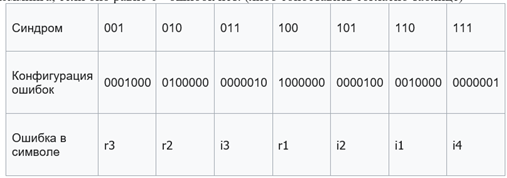 Синдром 001 010 011 100 101 110 111
Конфигурация
ошибок 0001000 0100000 0000010 1000000 0000100 0010000 0000001
Ошибка в
символе r3 r2 i3 r1 i2 i1 i4